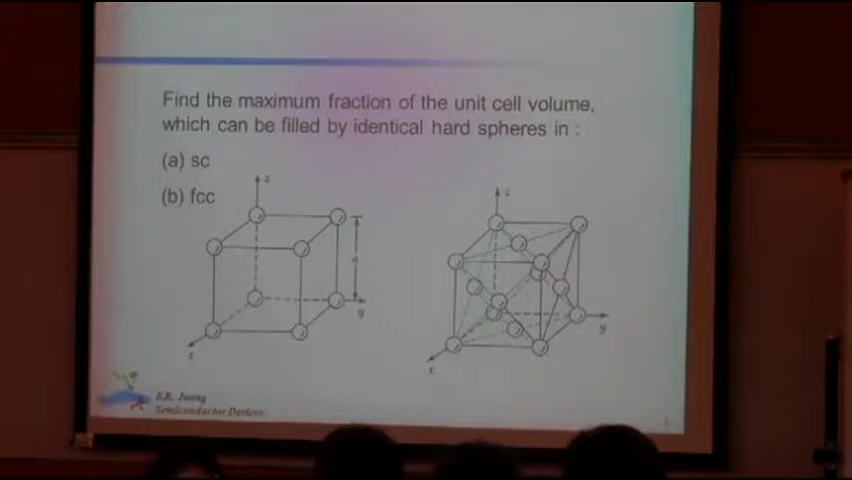 Find the maximum fraction of the unit cell volume,
which can be filled by identical hard spheres in :
(a) sc
(b) fcc
z
a
y
x
z
y
x
Semiconductor Devices